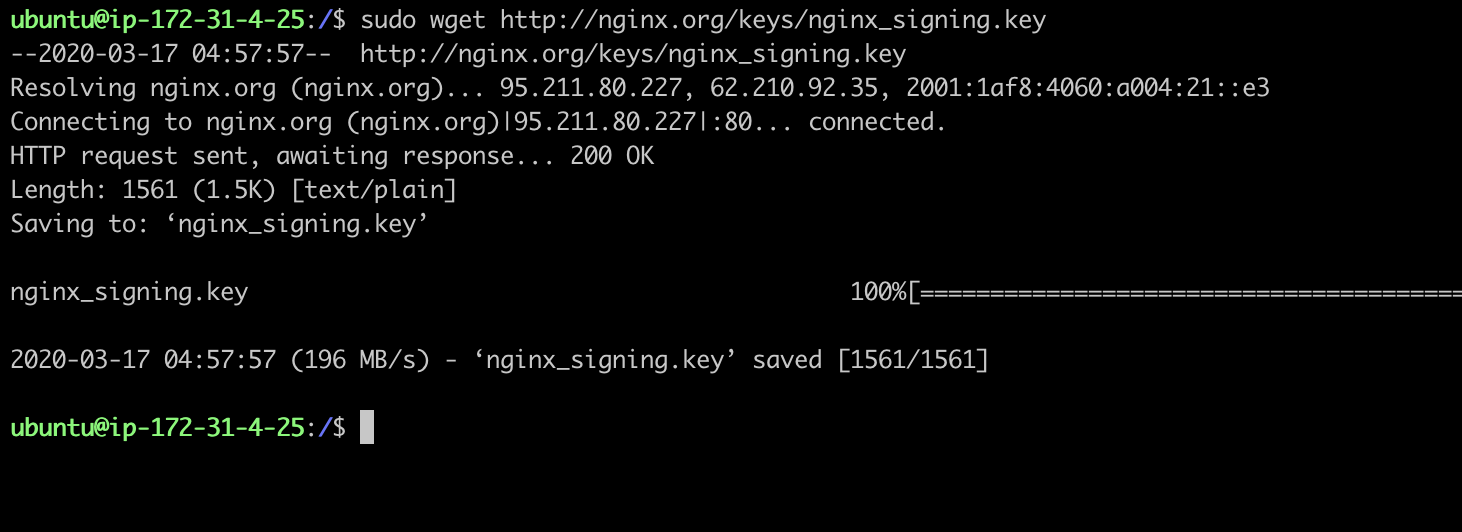 ubuntu@ip-172-31-4-25:/$ sudo wget http://nginx.org/keys/nginx_signing.key
--2020-03-17 04:57:57--  http://nginx.org/keys/nginx_signing.key
Resolving nginx.org (nginx.org)... 95.211.80.227, 62.210.92.35, 2001:1af8:4060:a004:21::e3
Connecting to nginx.org (nginx.org)|95.211.80.227|:80... connected.
HTTP request sent, awaiting response... 200 OK
Length: 1561 (1.5K) [text/plain]
Saving to: ‘nginx_signing.key’
nginx_signing.key                                           100%[=======================================
2020-03-17 04:57:57 (196 MB/s) - ‘nginx_signing.key’ saved [1561/1561]
ubuntu@ip-172-31-4-25:/$